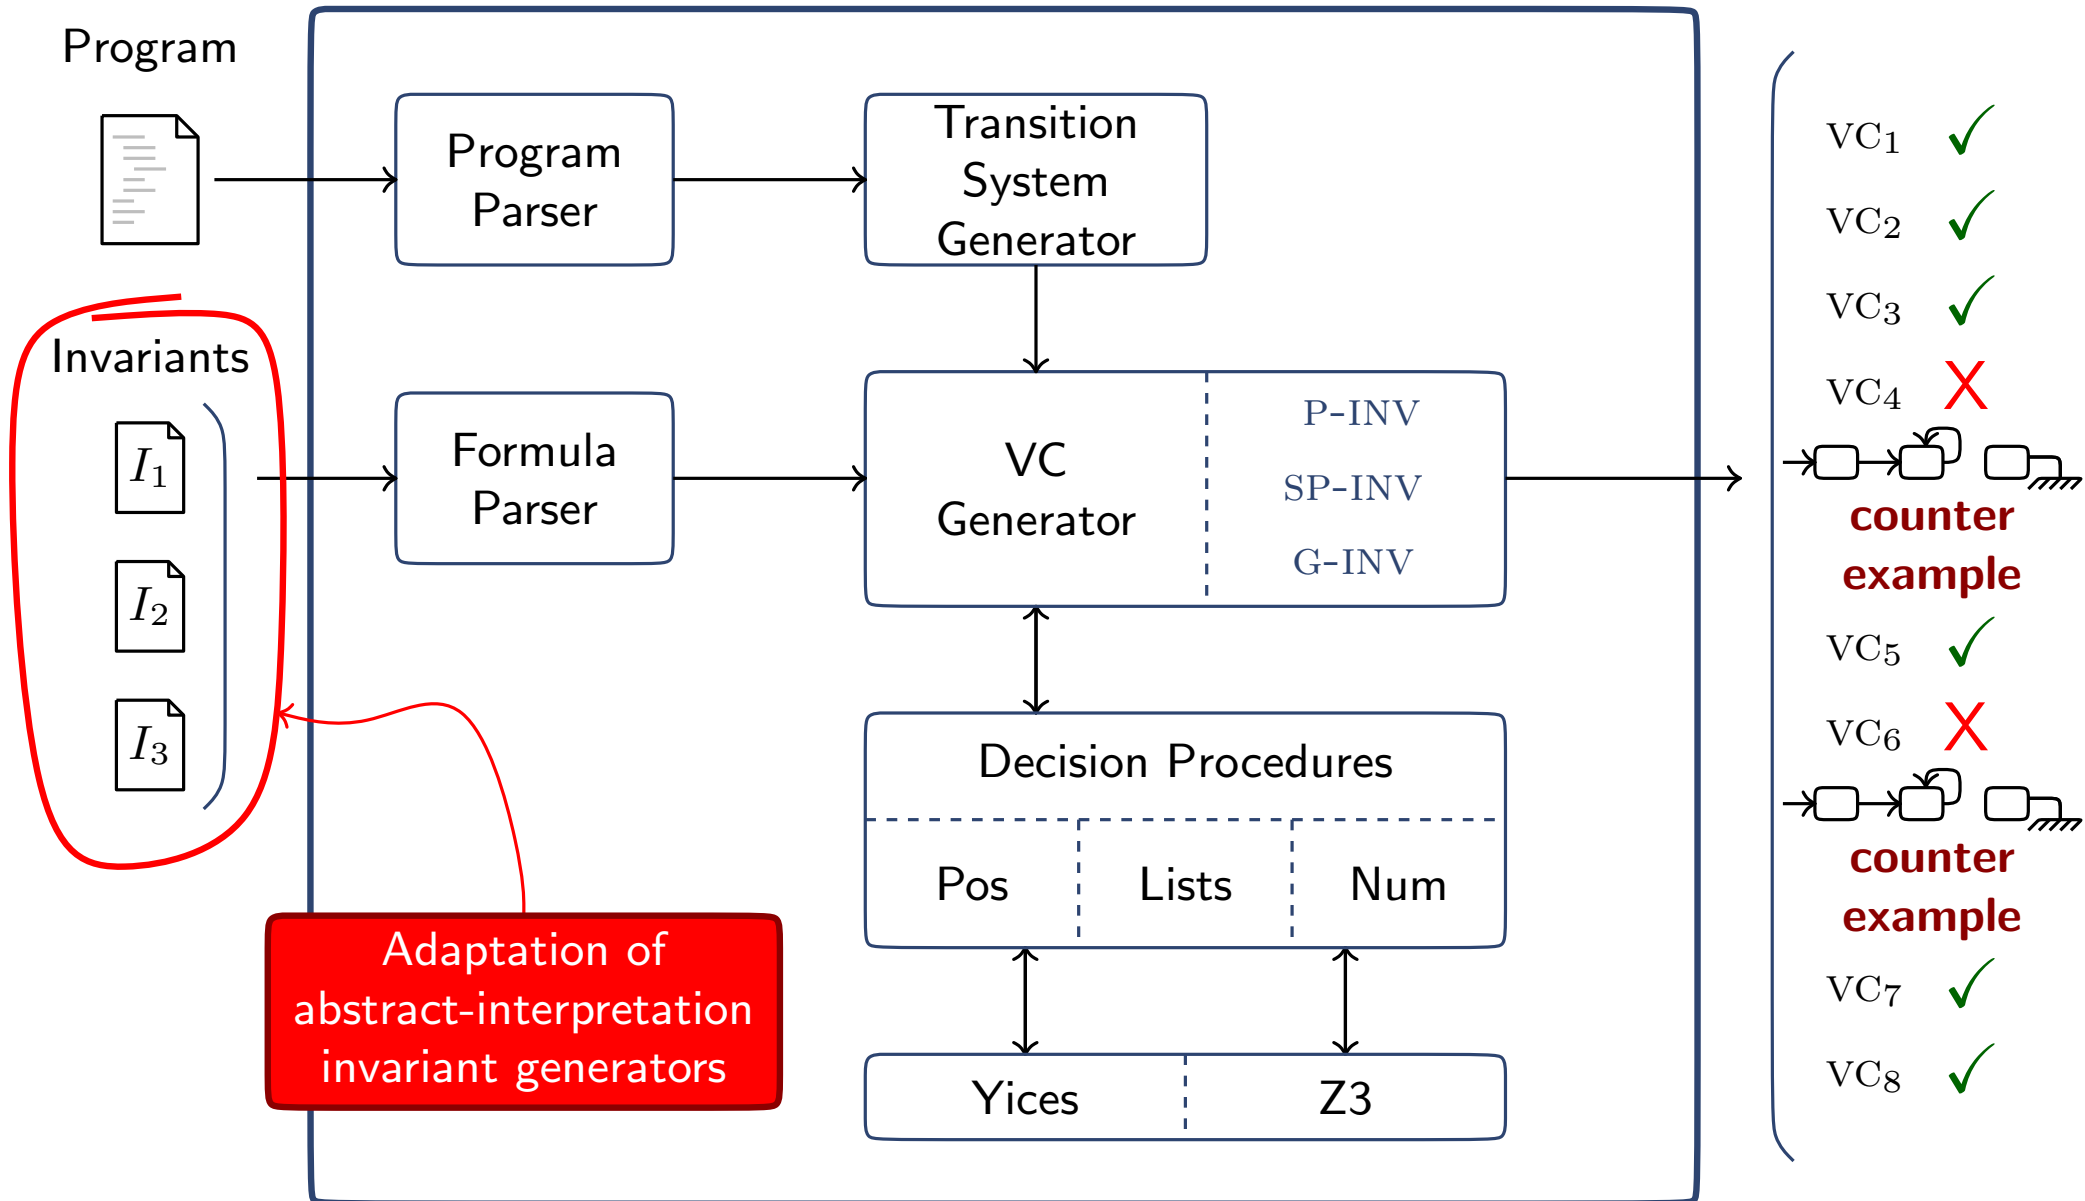 Program
Program
Parser
Transition
System
Generator
Invariants
I1
I2
I3
Formula
Parser
VC
Generator
P-INV
SP-INV
G-INV
Decision Procedures
Pos
Lists
Num
Yices
Z3
Adaptation of
abstract-interpretation
invariant generators
VC1 ✓
VC2 ✓
VC3 ✓
VC4 X
counter
example
VC5 ✓
VC6 X
counter
example
VC7 ✓
VC8 ✓